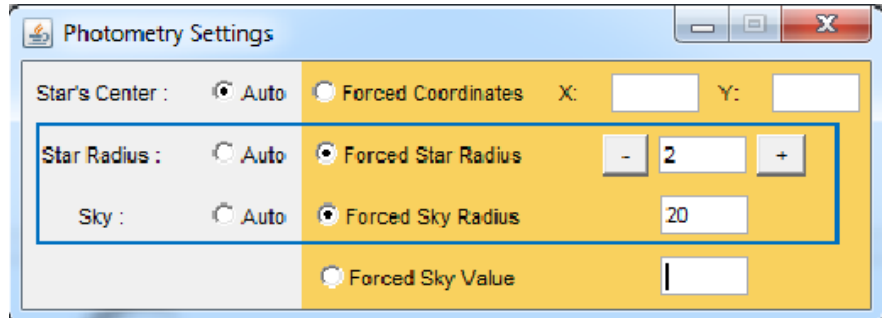 Photometry Settings
Star's Center : Auto Forced Coordinates X: Y:
Star Radius : Auto Forced Star Radius - 2 +
Sky : Auto Forced Sky Radius 20
Forced Sky Value